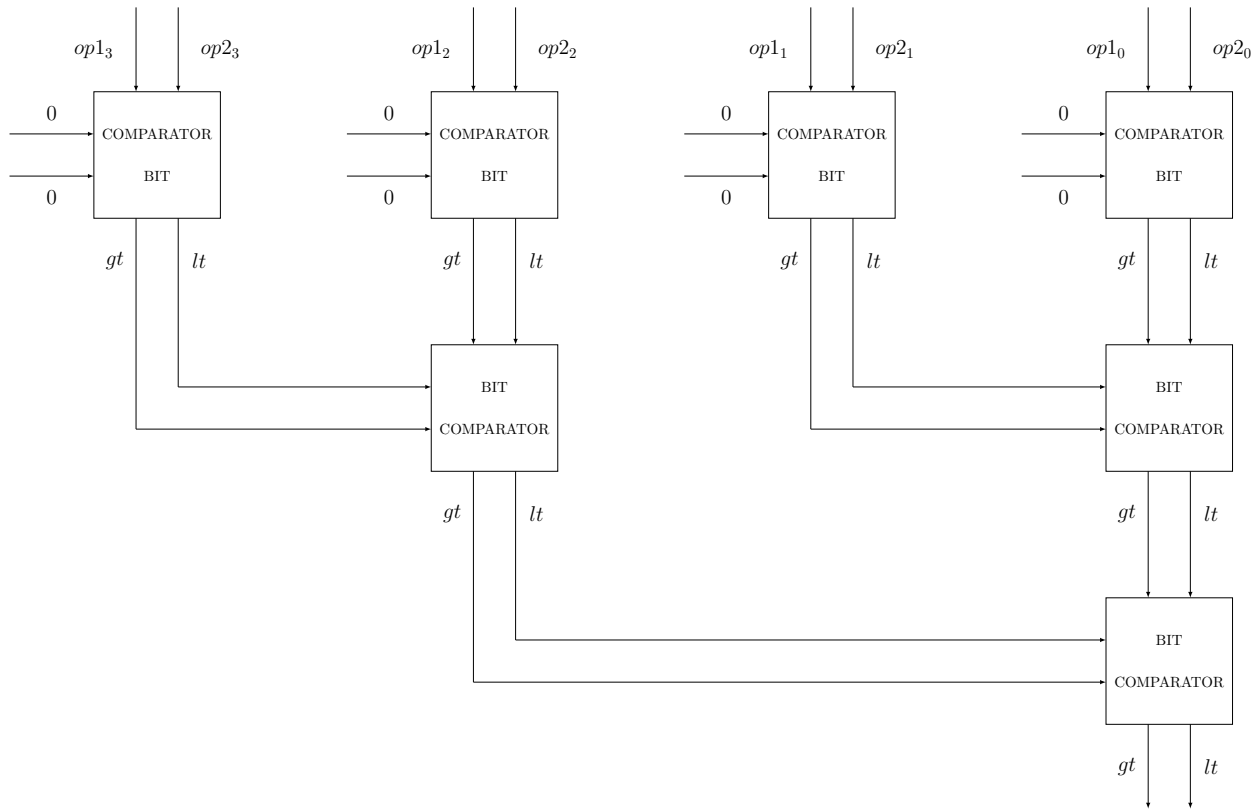 op1₃ op2₃ op1₂ op2₂ op1₁ op2₁ op1₀ op2₀
0 0 0 0
COMPARATOR COMPARATOR COMPARATOR COMPARATOR
BIT BIT BIT BIT
0 0 0 0
gt lt gt lt gt lt gt lt
BIT BIT
COMPARATOR COMPARATOR
gt lt gt lt
BIT
COMPARATOR
gt lt